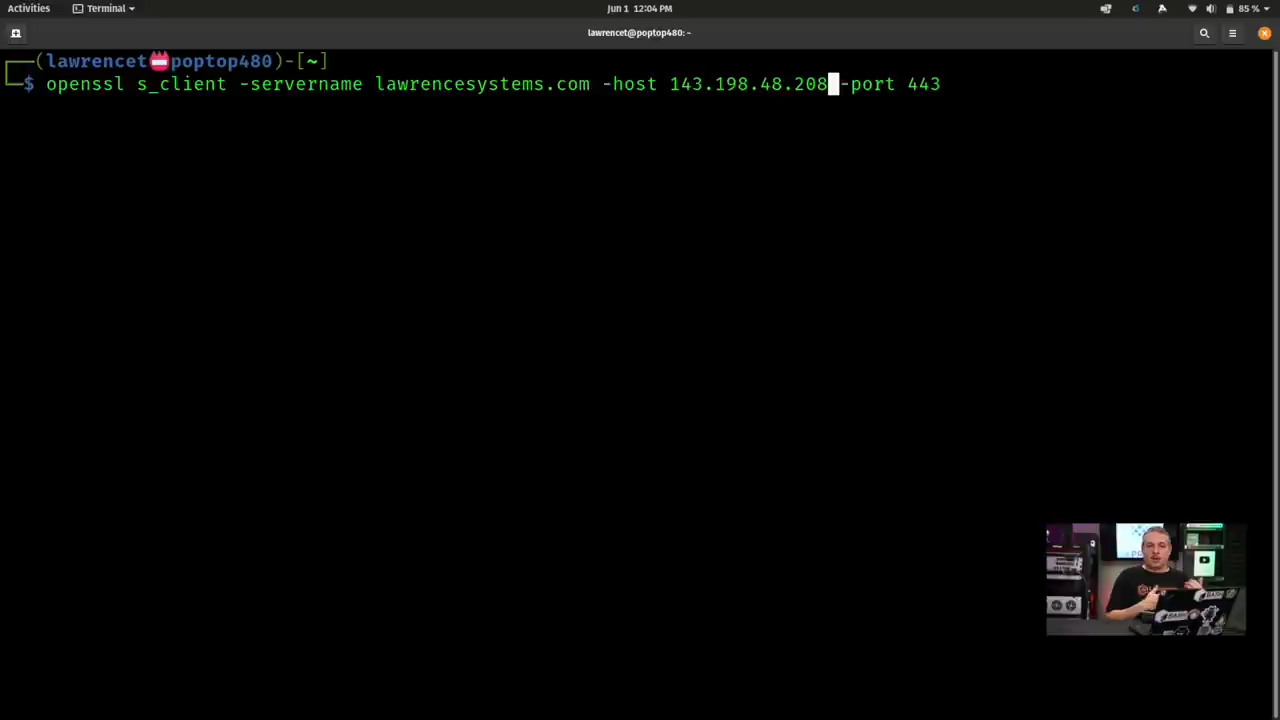 Activities Terminal Jun 1 12:04 PM 85 %
lawrencet@poptop480: ~
(lawrencet📛poptop480)-[~]
$ openssl s_client -servername lawrencesystems.com -host 143.198.48.208 -port 443